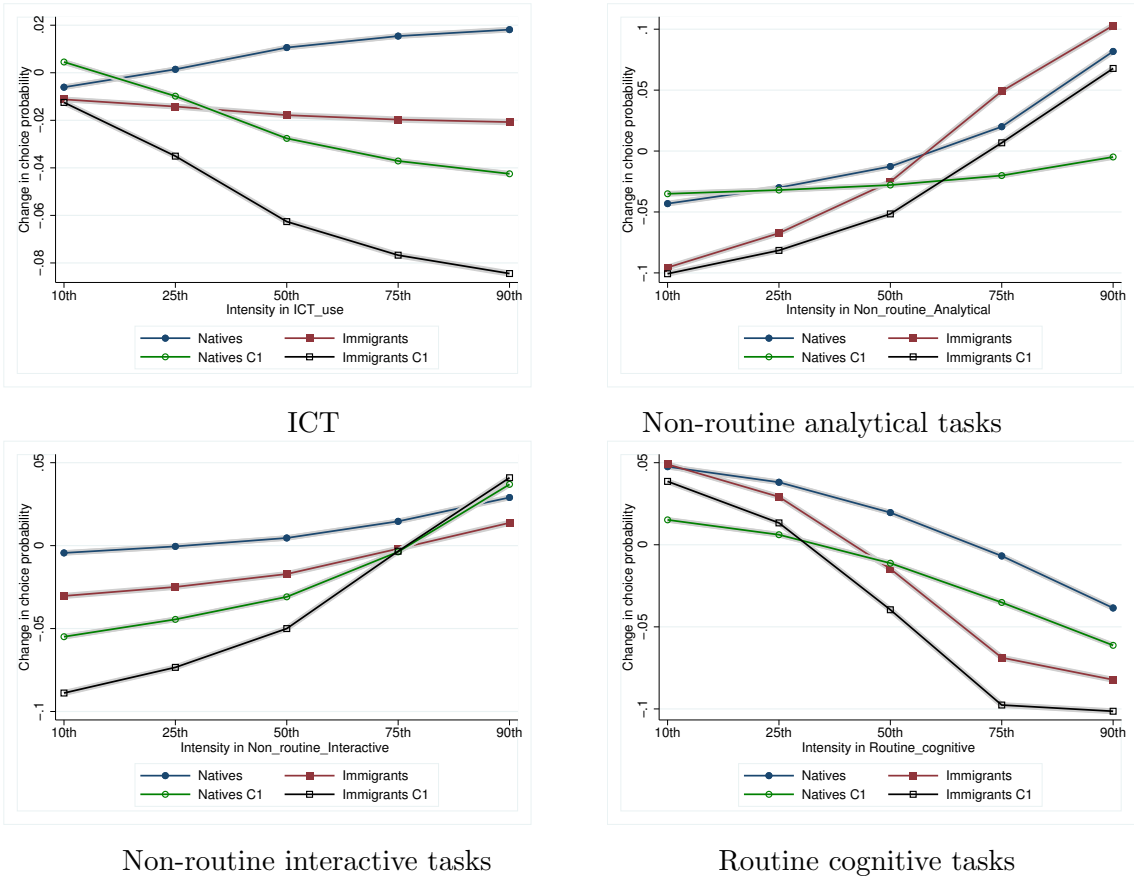 .02
0
−.02
−.04
−.06
−.08
Change in choice probability
10th 25th 50th 75th 90th
Intensity in ICT_use
Natives Immigrants
Natives C1 Immigrants C1
ICT
.1
.05
0
−.05
−.1
Change in choice probability
10th 25th 50th 75th 90th
Intensity in Non_routine_Analytical
Natives Immigrants
Natives C1 Immigrants C1
Non-routine analytical tasks
.05
0
−.05
−.1
Change in choice probability
10th 25th 50th 75th 90th
Intensity in Non_routine_Interactive
Natives Immigrants
Natives C1 Immigrants C1
Non-routine interactive tasks
.05
0
−.05
−.1
Change in choice probability
10th 25th 50th 75th 90th
Intensity in Routine_cognitive
Natives Immigrants
Natives C1 Immigrants C1
Routine cognitive tasks